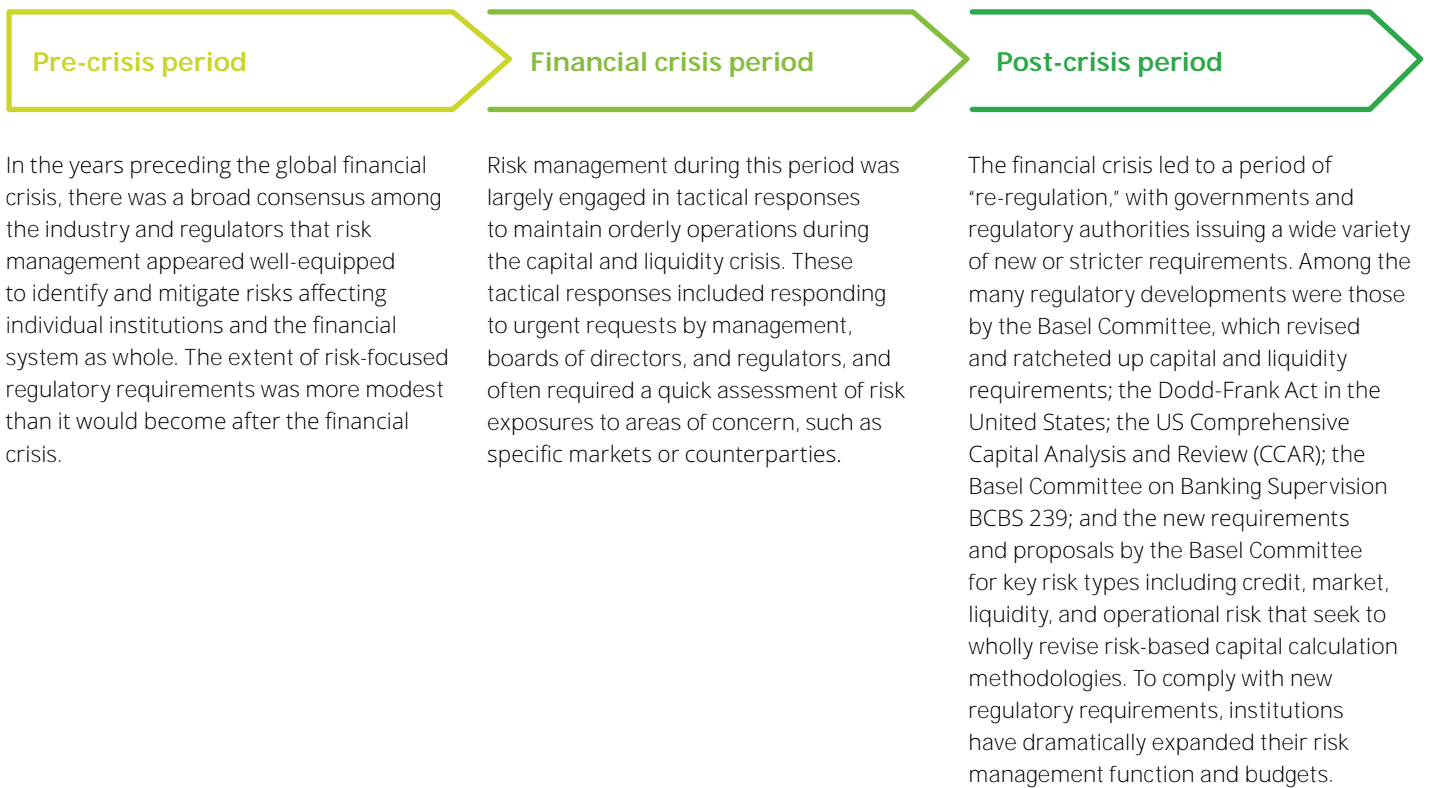 Pre-crisis period
Financial crisis period
Post-crisis period
In the years preceding the global financial
crisis, there was a broad consensus among
the industry and regulators that risk
management appeared well-equipped
to identify and mitigate risks affecting
individual institutions and the financial
system as whole. The extent of risk-focused
regulatory requirements was more modest
than it would become after the financial
crisis.
Risk management during this period was
largely engaged in tactical responses
to maintain orderly operations during
the capital and liquidity crisis. These
tactical responses included responding
to urgent requests by management,
boards of directors, and regulators, and
often required a quick assessment of risk
exposures to areas of concern, such as
specific markets or counterparties.
The financial crisis led to a period of
“re-regulation,” with governments and
regulatory authorities issuing a wide variety
of new or stricter requirements. Among the
many regulatory developments were those
by the Basel Committee, which revised
and ratcheted up capital and liquidity
requirements; the Dodd-Frank Act in the
United States; the US Comprehensive
Capital Analysis and Review (CCAR); the
Basel Committee on Banking Supervision
BCBS 239; and the new requirements
and proposals by the Basel Committee
for key risk types including credit, market,
liquidity, and operational risk that seek to
wholly revise risk-based capital calculation
methodologies. To comply with new
regulatory requirements, institutions
have dramatically expanded their risk
management function and budgets.